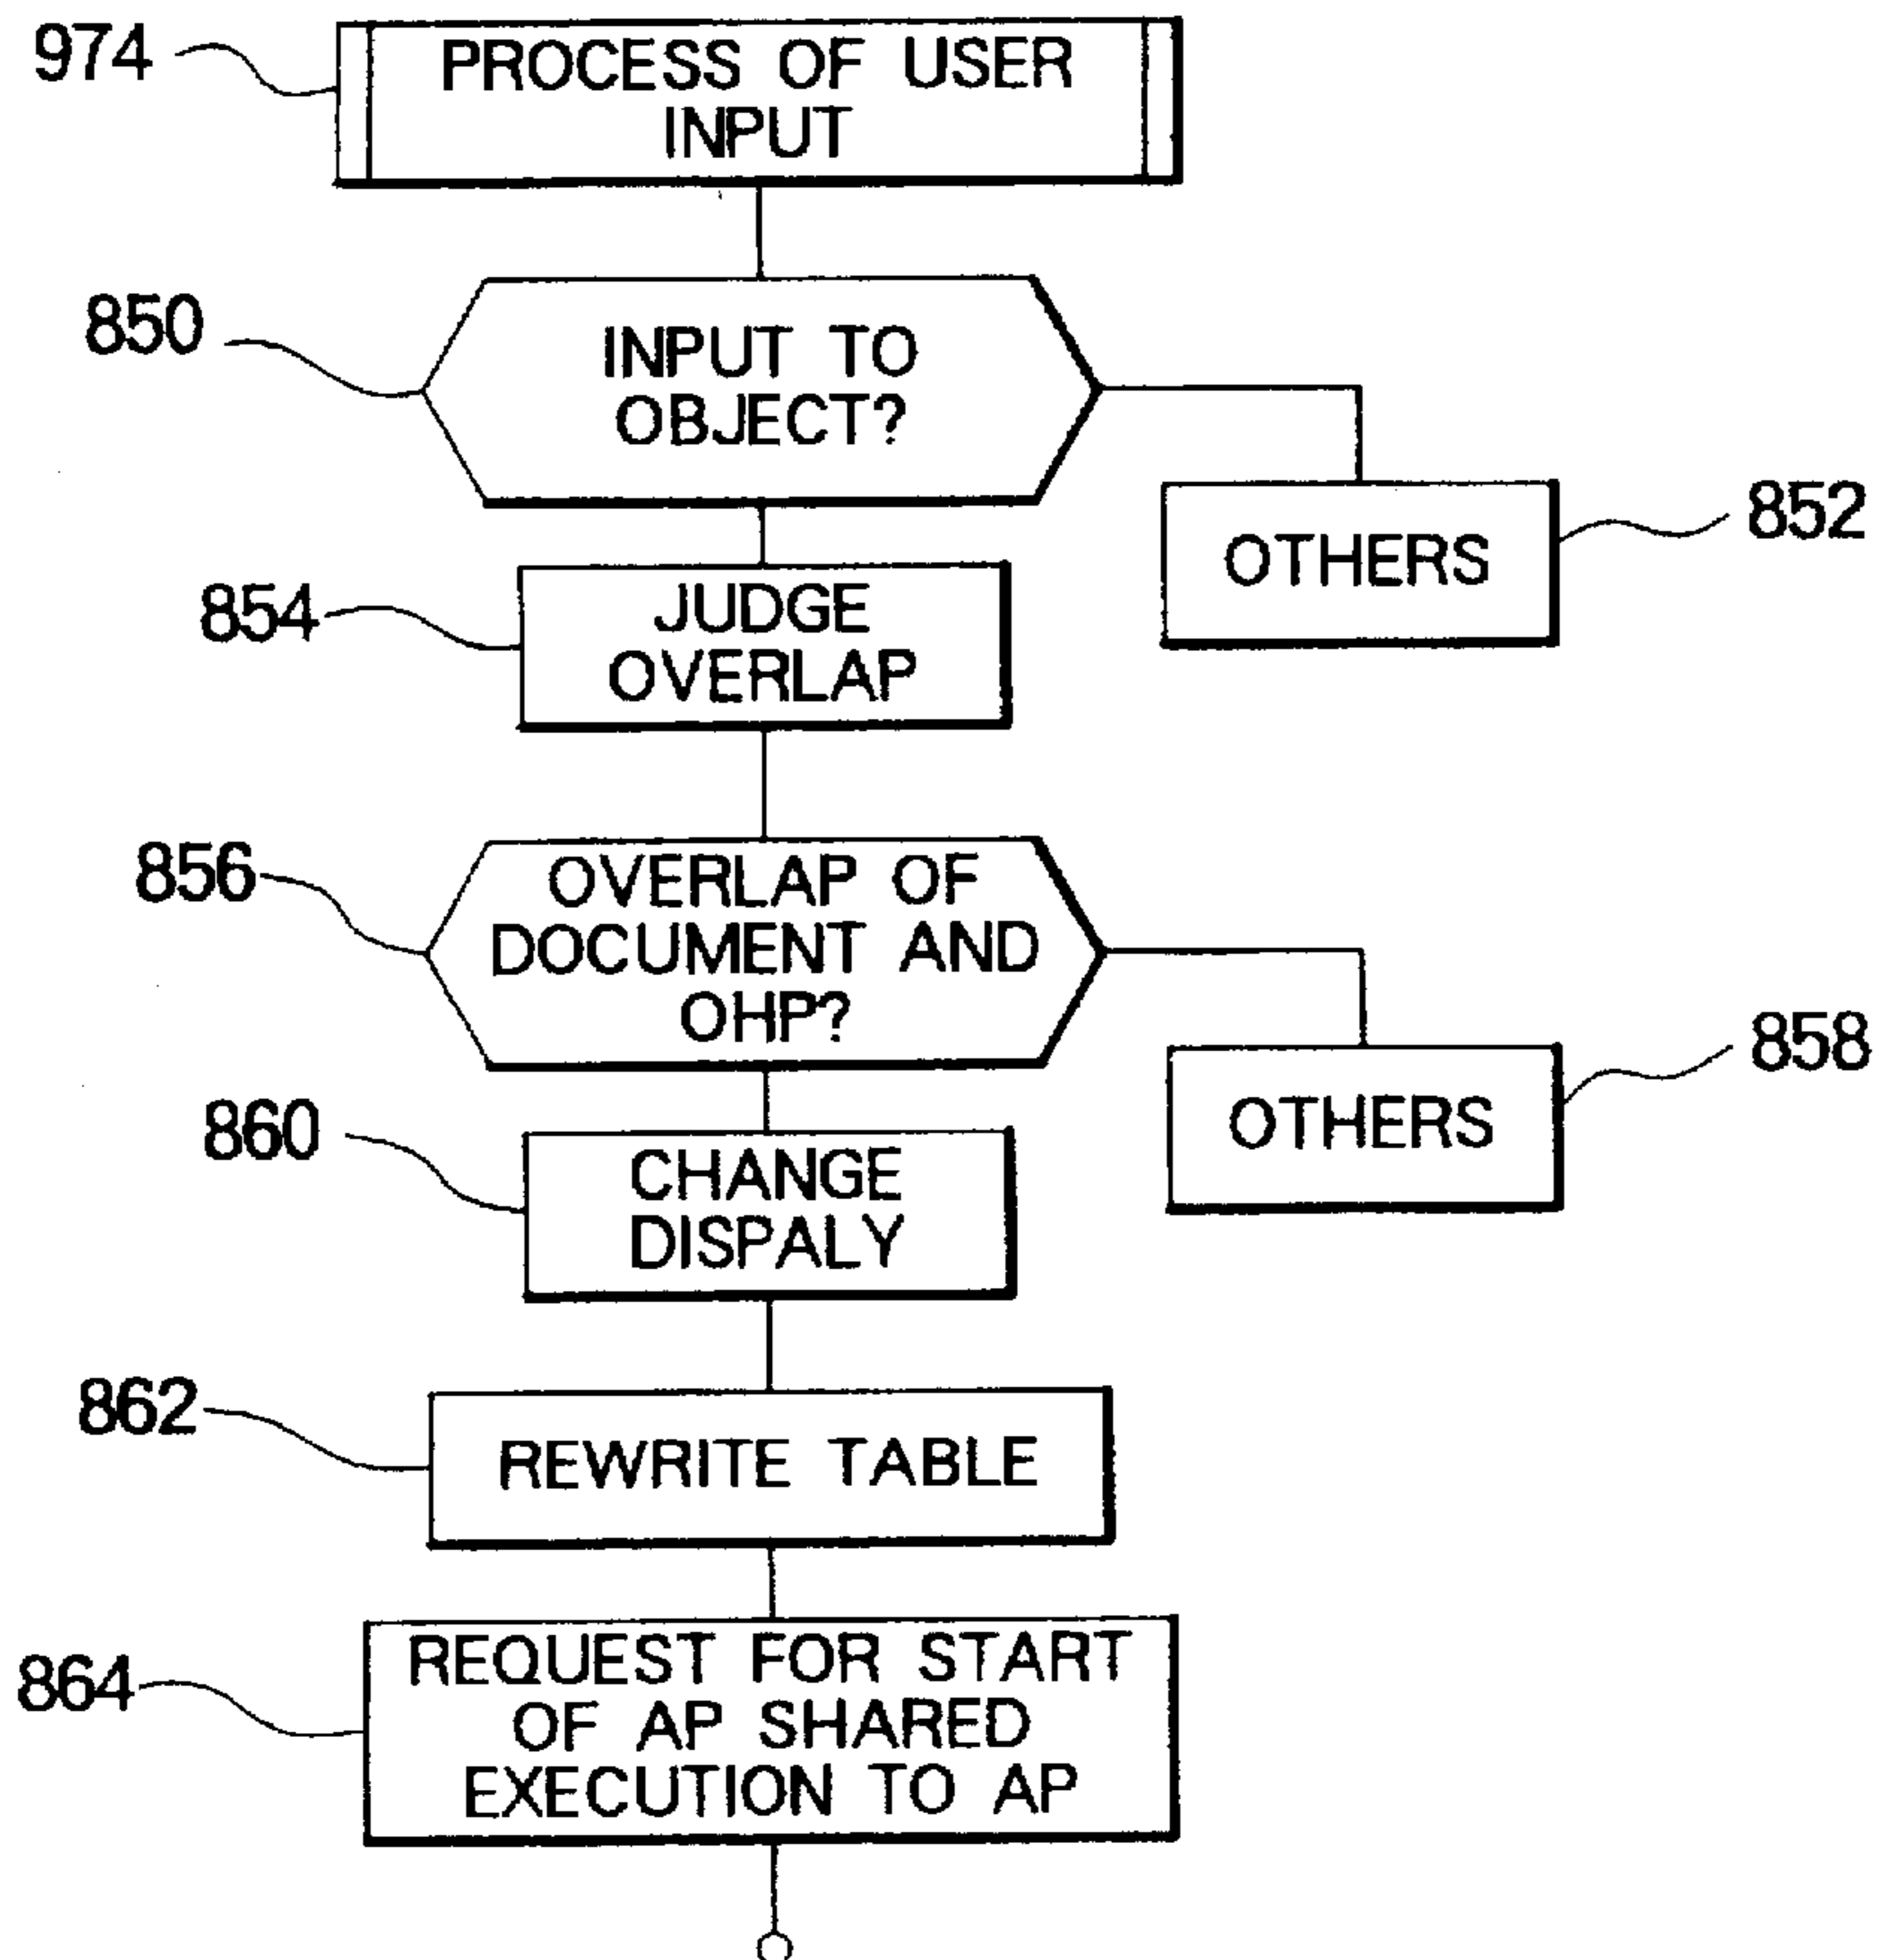 974
PROCESS OF USER
INPUT
850
INPUT TO
OBJECT?
852
OTHERS
854
JUDGE
OVERLAP
856
OVERLAP OF
DOCUMENT AND
OHP?
858
OTHERS
860
CHANGE
DISPALY
862
REWRITE TABLE
864
REQUEST FOR START
OF AP SHARED
EXECUTION TO AP